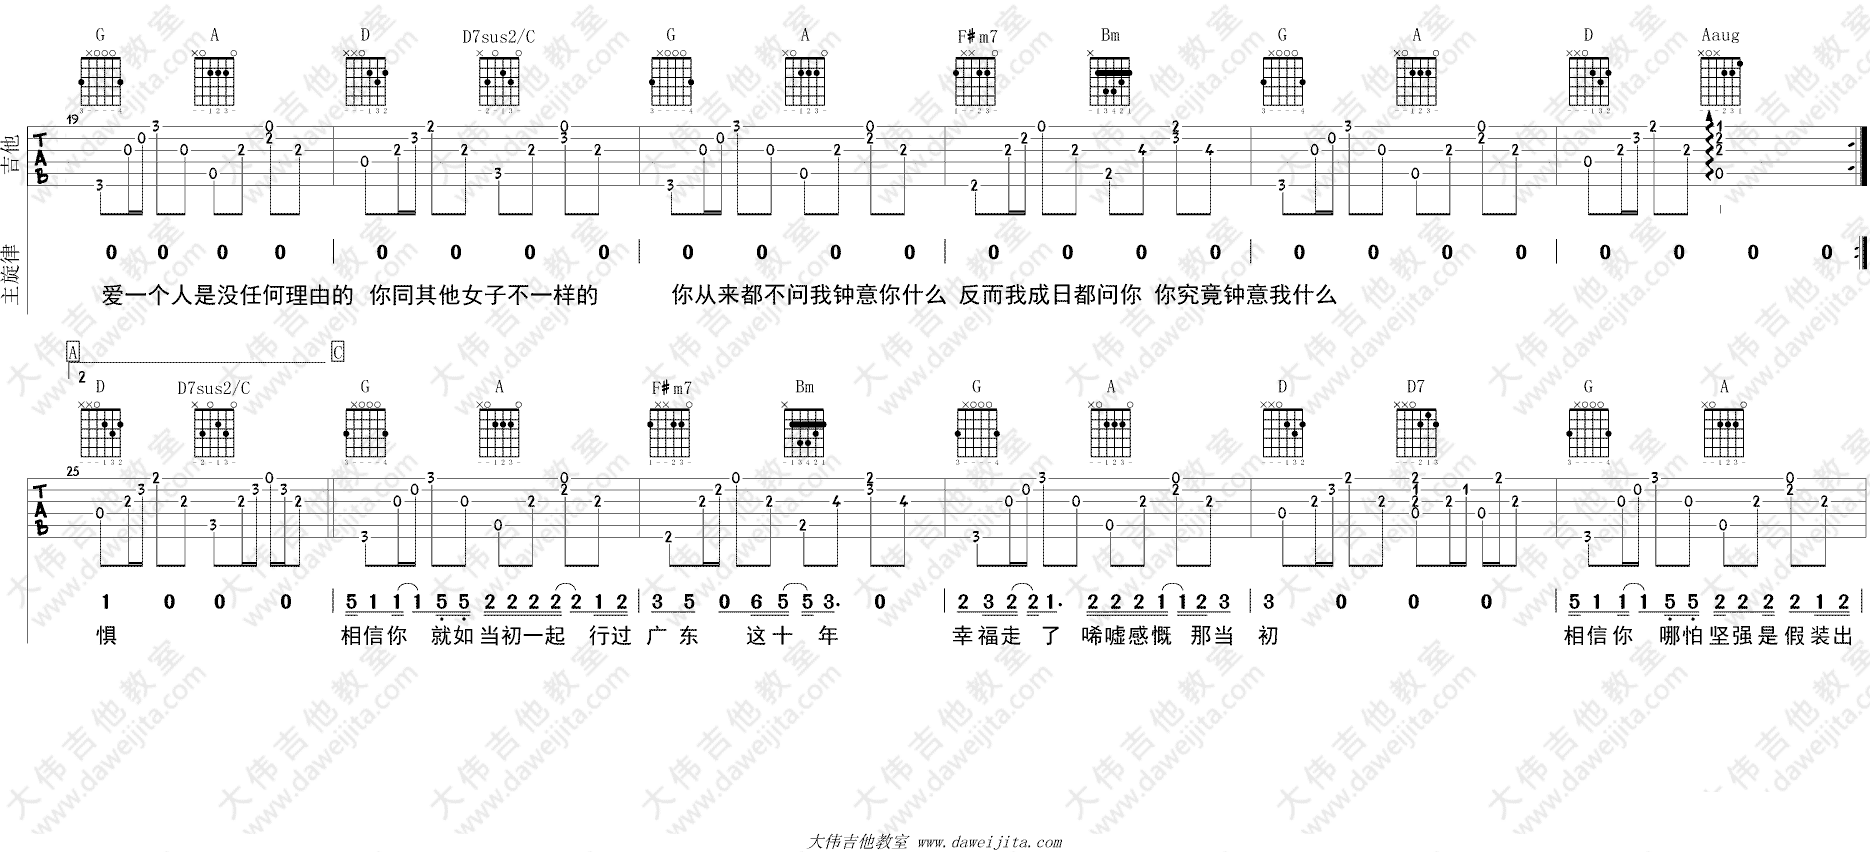 G A D D7sus2/C G A F#m7 Bm G A D Aaug
19
吉他
TAB
主旋律
0 0 0 0 0 0 0 0 0 0 0 0 0 0 0 0 0 0 0 0 0 0 0 0
爱一个人是没任何理由的 你同其他女子不一样的 你从来都不问我钟意你什么 反而我成日都问你 你究竟钟意我什么
A C
2
D D7sus2/C G A F#m7 Bm G A D D7 G A
25
TAB
1 0 0 0 5 1 1 1 5 5 2 2 2 2 2 1 2 3 5 0 6 5 5 3. 0 2 3 2 2 1. 2 2 2 1 1 2 3 3 0 0 0 5 1 1 1 5 5 2 2 2 2 1 2
惧 相信你 就如当初一起 行过 广东 这十年 幸福走了 唏嘘感慨 那当初 相信你 哪怕坚强是假装出
大伟吉他教室 www.daweijita.com